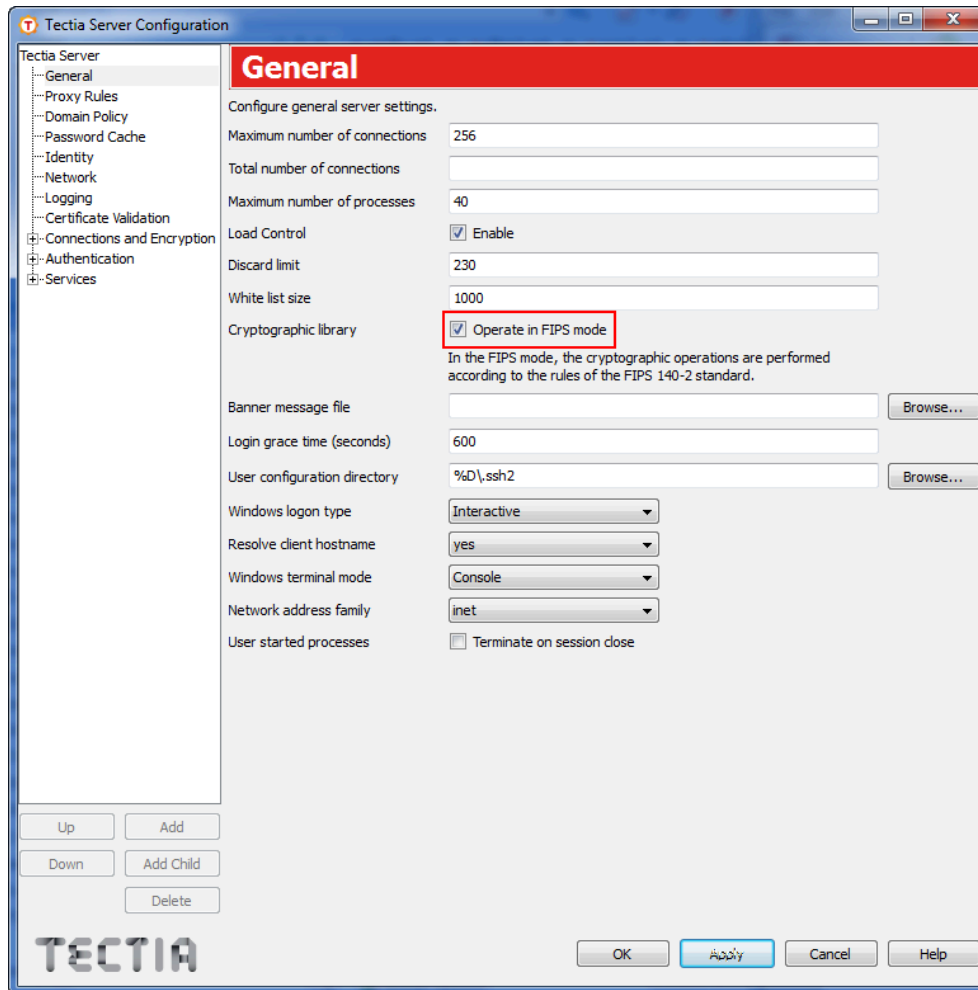 Tectia Server Configuration
Tectia Server
General
Proxy Rules
Domain Policy
Password Cache
Identity
Network
Logging
Certificate Validation
Connections and Encryption
Authentication
Services
General
Configure general server settings.
Maximum number of connections 256
Total number of connections
Maximum number of processes 40
Load Control Enable
Discard limit 230
White list size 1000
Cryptographic library Operate in FIPS mode
In the FIPS mode, the cryptographic operations are performed
according to the rules of the FIPS 140-2 standard.
Banner message file Browse...
Login grace time (seconds) 600
User configuration directory %D\.ssh2 Browse...
Windows logon type Interactive
Resolve client hostname yes
Windows terminal mode Console
Network address family inet
User started processes Terminate on session close
Up Add
Down Add Child
Delete
TECTIA
OK Apply Cancel Help